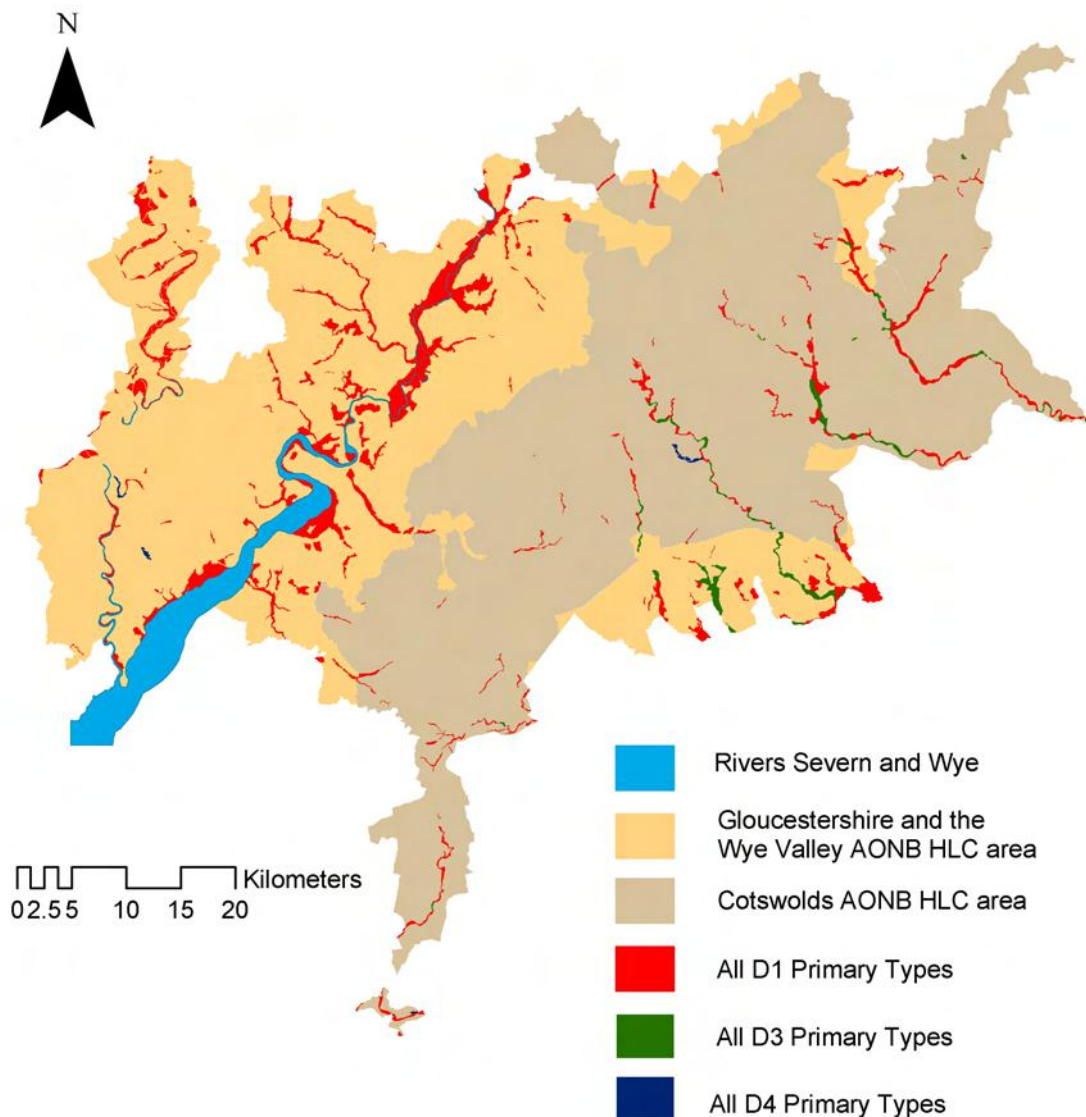 N
Rivers Severn and Wye
Gloucestershire and the
Wye Valley AONB HLC area
Kilometers
0 2.5 5 10 15 20
Cotswolds AONB HLC area
All D1 Primary Types
All D3 Primary Types
All D4 Primary Types